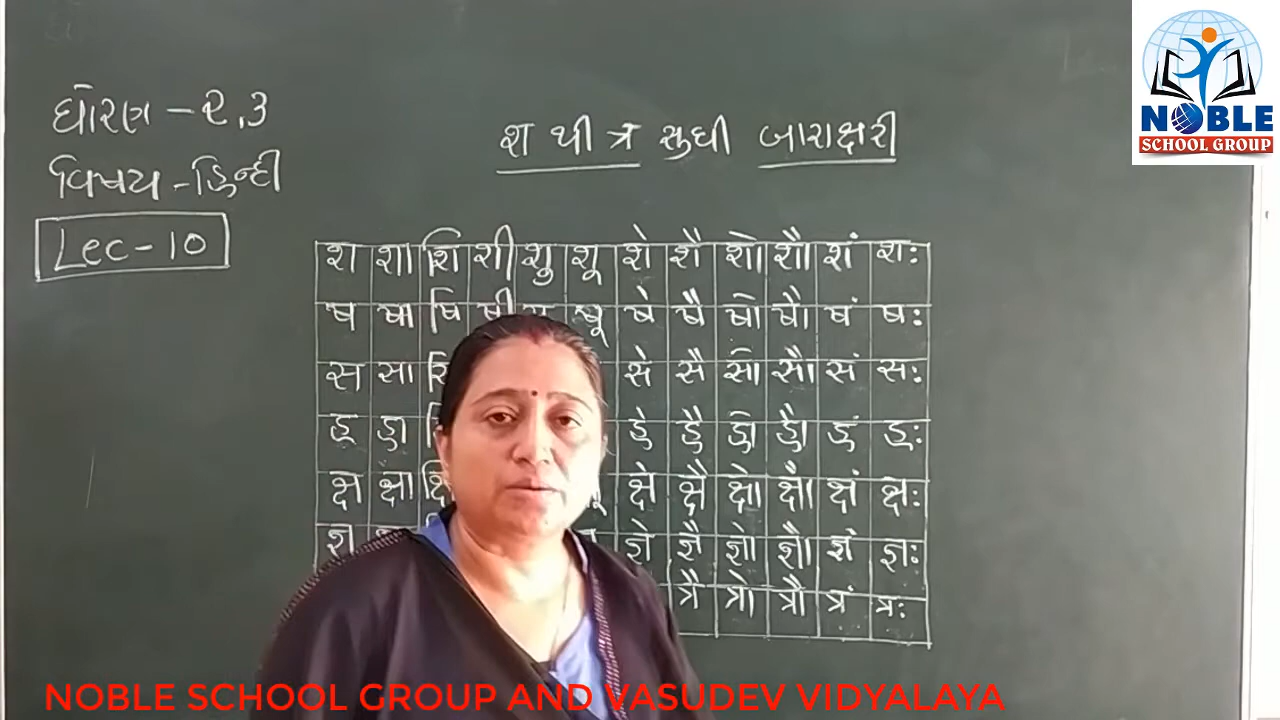 ધોરણ - ૨,૩
વિષય - હિન્દી
Lec - 10
श થી त्र સુધી બારાક્ષરી
श शा शि शी शु शू शे शै शो शौ शं शः
ष षा षि षी षू षे षै षो षौ षं षः
स सा से सै सो सौ सं सः
ह हा हे है हो हौ हं हः
क्ष क्षा क्षि क्षे क्षै क्षो क्षौ क्षं क्षः
ज्ञ ज्ञे ज्ञै ज्ञो ज्ञौ ज्ञं ज्ञः
त्रै त्रो त्रौ त्रं त्रः
NOBLE
SCHOOL GROUP
NOBLE SCHOOL GROUP AND VASUDEV VIDYALAYA